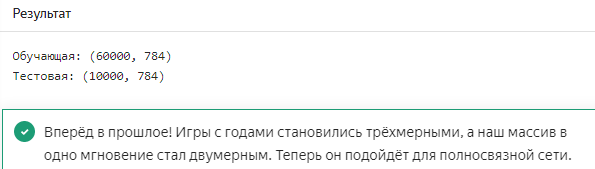 Результат
Обучающая: (60000, 784)
Тестовая: (10000, 784)
Вперёд в прошлое! Игры с годами становились трёхмерными, а наш массив в
одно мгновение стал двумерным. Теперь он подойдёт для полносвязной сети.